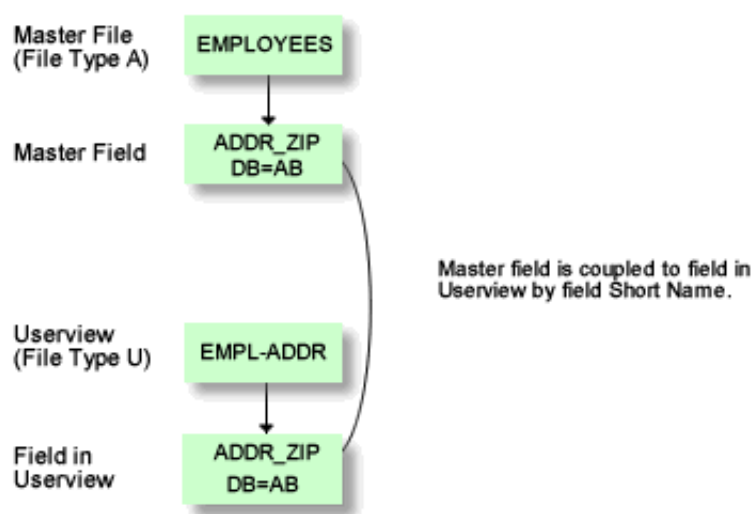 Master File
(File Type A)
EMPLOYEES
Master Field
ADDR_ZIP
DB=AB
Master field is coupled to field in
Userview by field Short Name.
Userview
(File Type U)
EMPL-ADDR
Field in
Userview
ADDR_ZIP
DB=AB